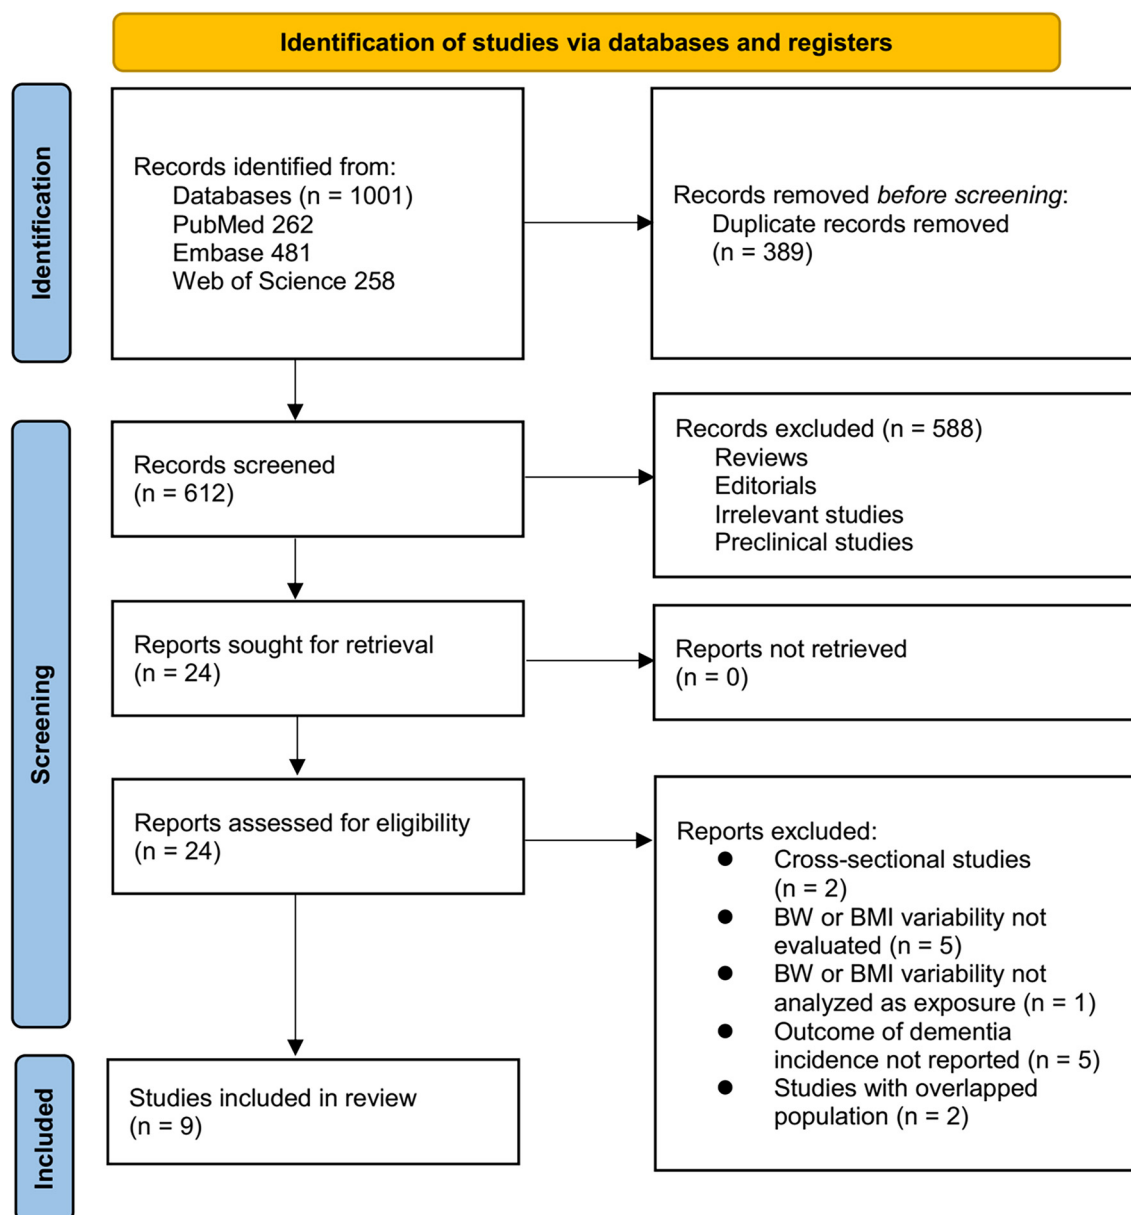 Identification of studies via databases and registers
Identification
Records identified from:
Databases (n = 1001)
PubMed 262
Embase 481
Web of Science 258
Records removed before screening:
Duplicate records removed
(n = 389)
Screening
Records screened
(n = 612)
Records excluded (n = 588)
Reviews
Editorials
Irrelevant studies
Preclinical studies
Reports sought for retrieval
(n = 24)
Reports not retrieved
(n = 0)
Reports assessed for eligibility
(n = 24)
Reports excluded:
● Cross-sectional studies
(n = 2)
● BW or BMI variability not
evaluated (n = 5)
● BW or BMI variability not
analyzed as exposure (n = 1)
● Outcome of dementia
incidence not reported (n = 5)
● Studies with overlapped
population (n = 2)
Included
Studies included in review
(n = 9)